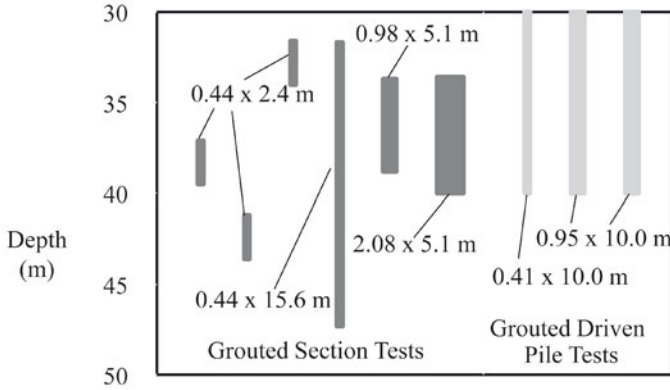 30
0.98 x 5.1 m
0.44 x 2.4 m
35
40
Depth
(m)
2.08 x 5.1 m
0.95 x 10.0 m
0.41 x 10.0 m
45
0.44 x 15.6 m
Grouted Section Tests
Grouted Driven
Pile Tests
50